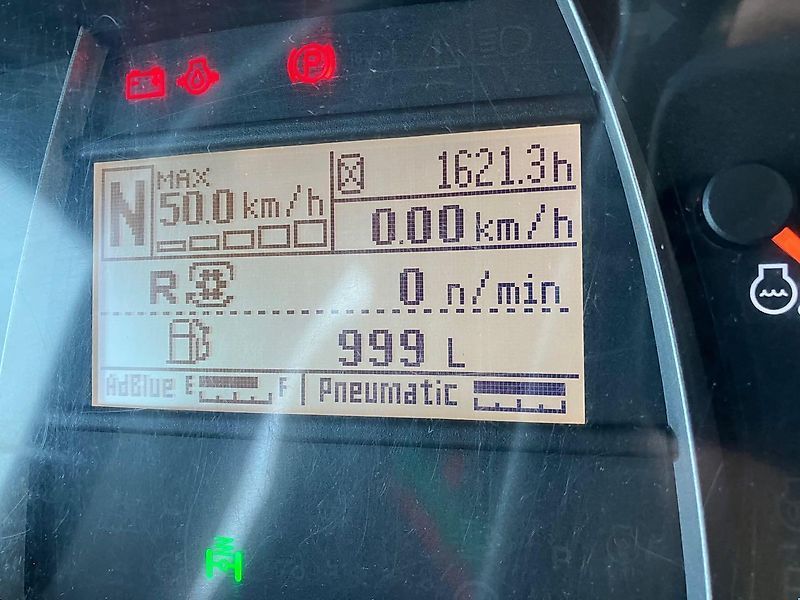 P
MAX
N 50.0 km/h
1621.3h
0.00 km/h
R 0 n/min
999 L
AdBlue E F | Pneumatic